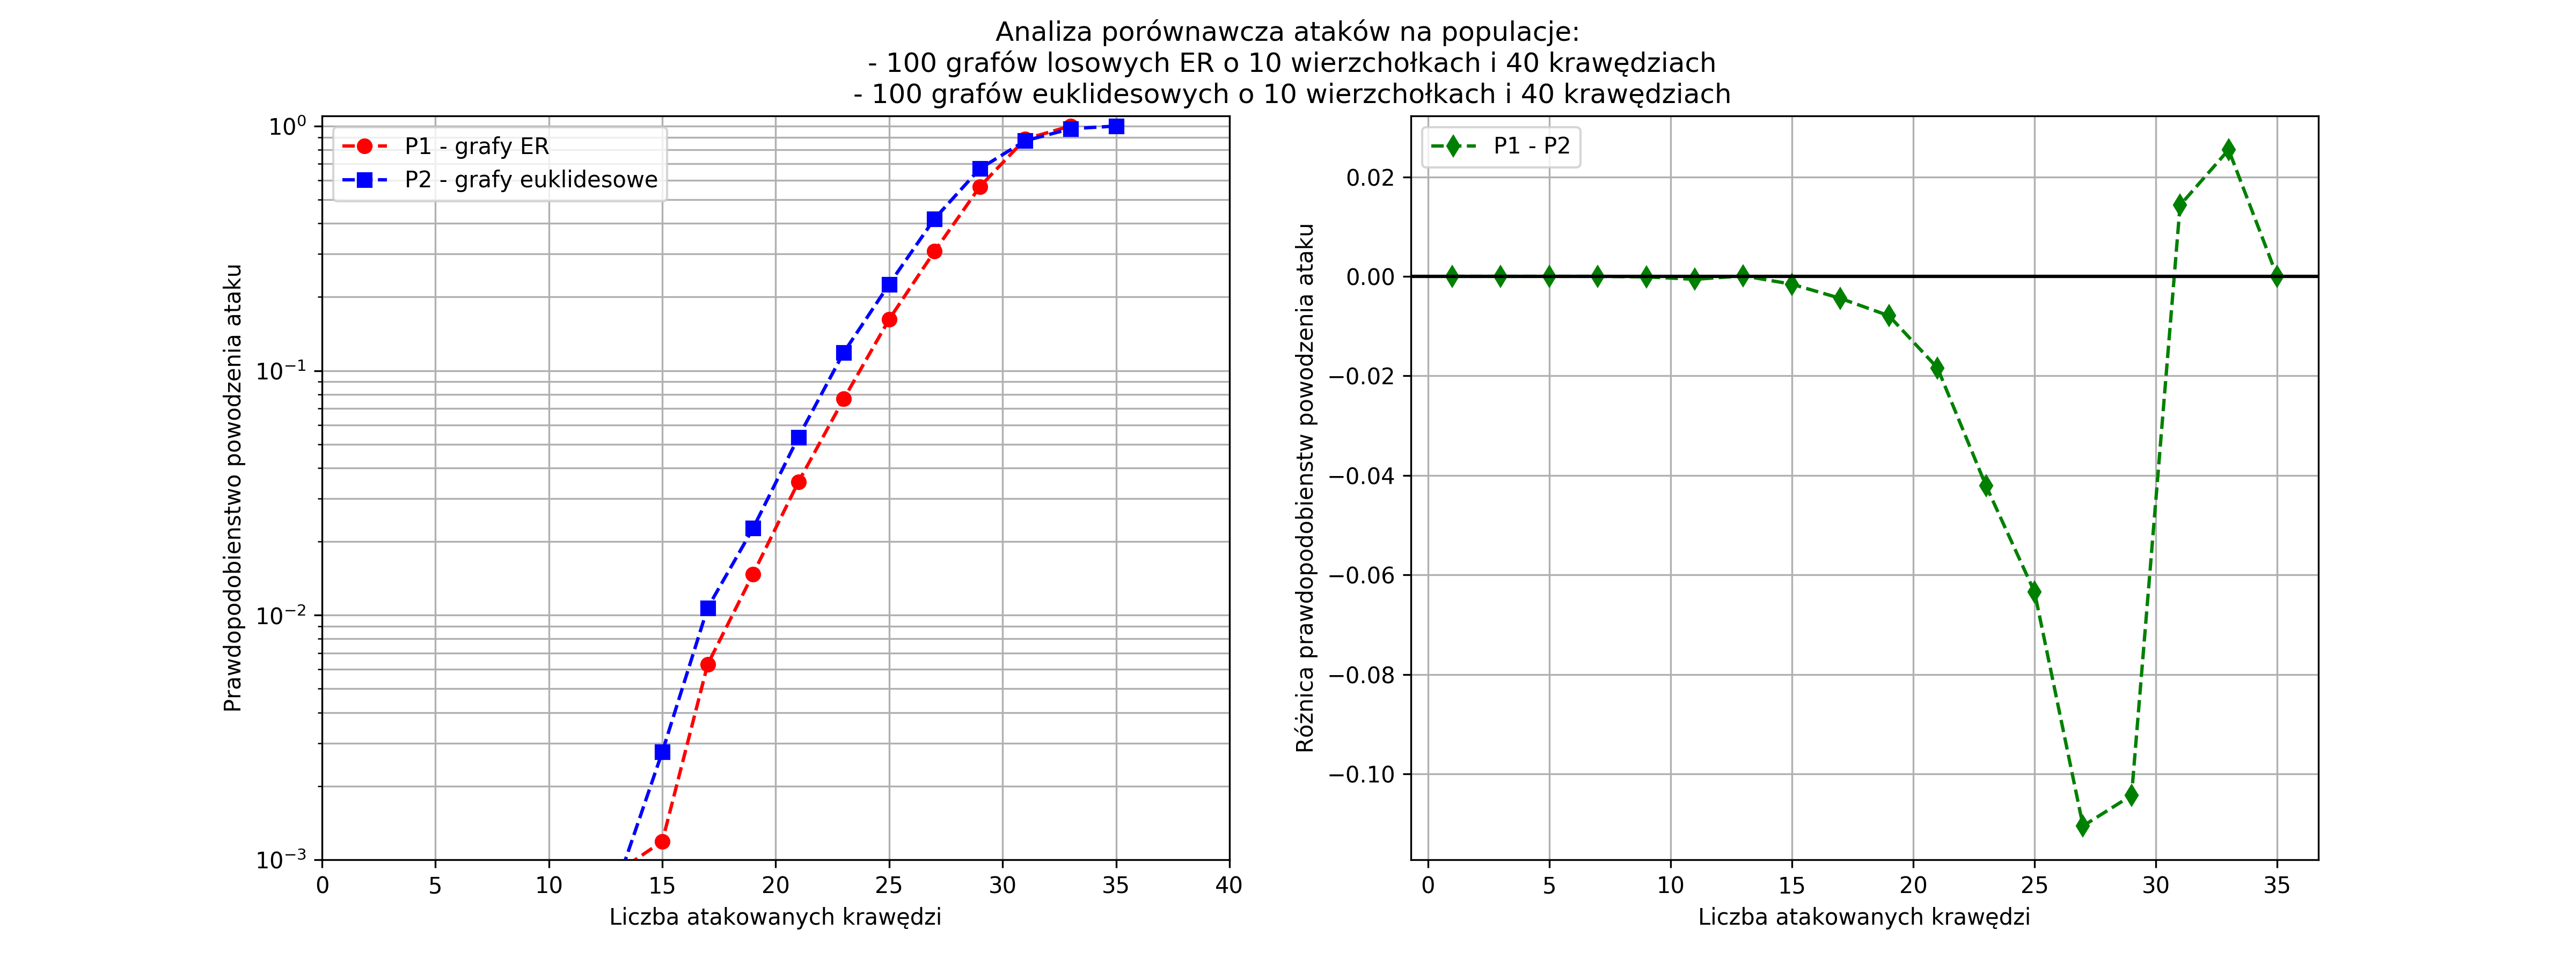 Analiza porównawcza ataków na populacje:
- 100 grafów losowych ER o 10 wierzchołkach i 40 krawędziach
- 100 grafów euklidesowych o 10 wierzchołkach i 40 krawędziach
Prawdopodobienstwo powodzenia ataku
10⁰
10⁻¹
10⁻²
10⁻³
P1 - grafy ER
P2 - grafy euklidesowe
0 5 10 15 20 25 30 35 40
Liczba atakowanych krawędzi
Różnica prawdopodobienstw powodzenia ataku
0.02
0.00
−0.02
−0.04
−0.06
−0.08
−0.10
P1 - P2
0 5 10 15 20 25 30 35
Liczba atakowanych krawędzi